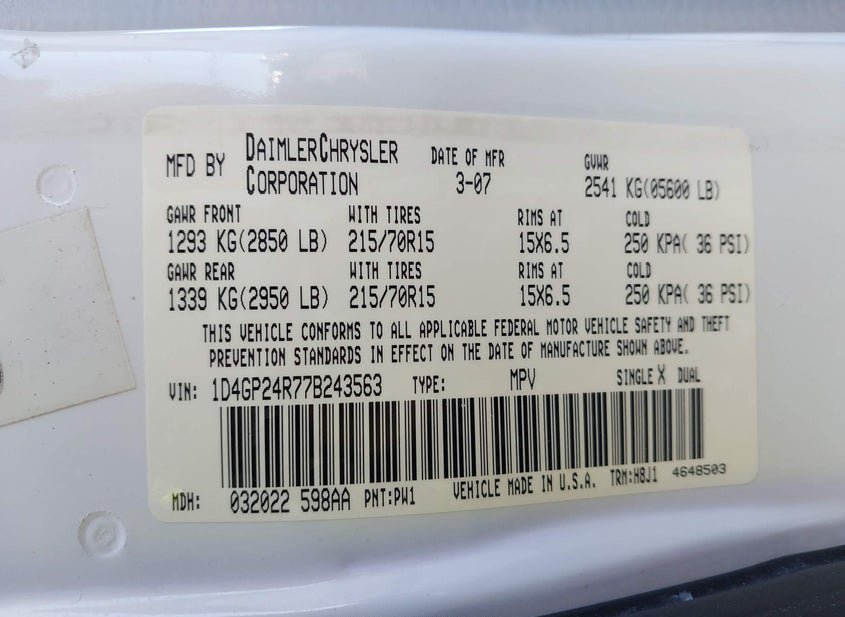 MFD BY DAIMLERCHRYSLER CORPORATION DATE OF MFR 3-07 GVWR 2541 KG(05600 LB)
GAWR FRONT WITH TIRES RIMS AT COLD
1293 KG(2850 LB) 215/70R15 15X6.5 250 KPA( 36 PSI)
GAWR REAR WITH TIRES RIMS AT COLD
1339 KG(2950 LB) 215/70R15 15X6.5 250 KPA( 36 PSI)
THIS VEHICLE CONFORMS TO ALL APPLICABLE FEDERAL MOTOR VEHICLE SAFETY AND THEFT
PREVENTION STANDARDS IN EFFECT ON THE DATE OF MANUFACTURE SHOWN ABOVE.
VIN: 1D4GP24R77B243563 TYPE: MPV SINGLE X DUAL
MDH: 032022 598AA PNT:PW1 VEHICLE MADE IN U.S.A. TRM:H8J1 4648503